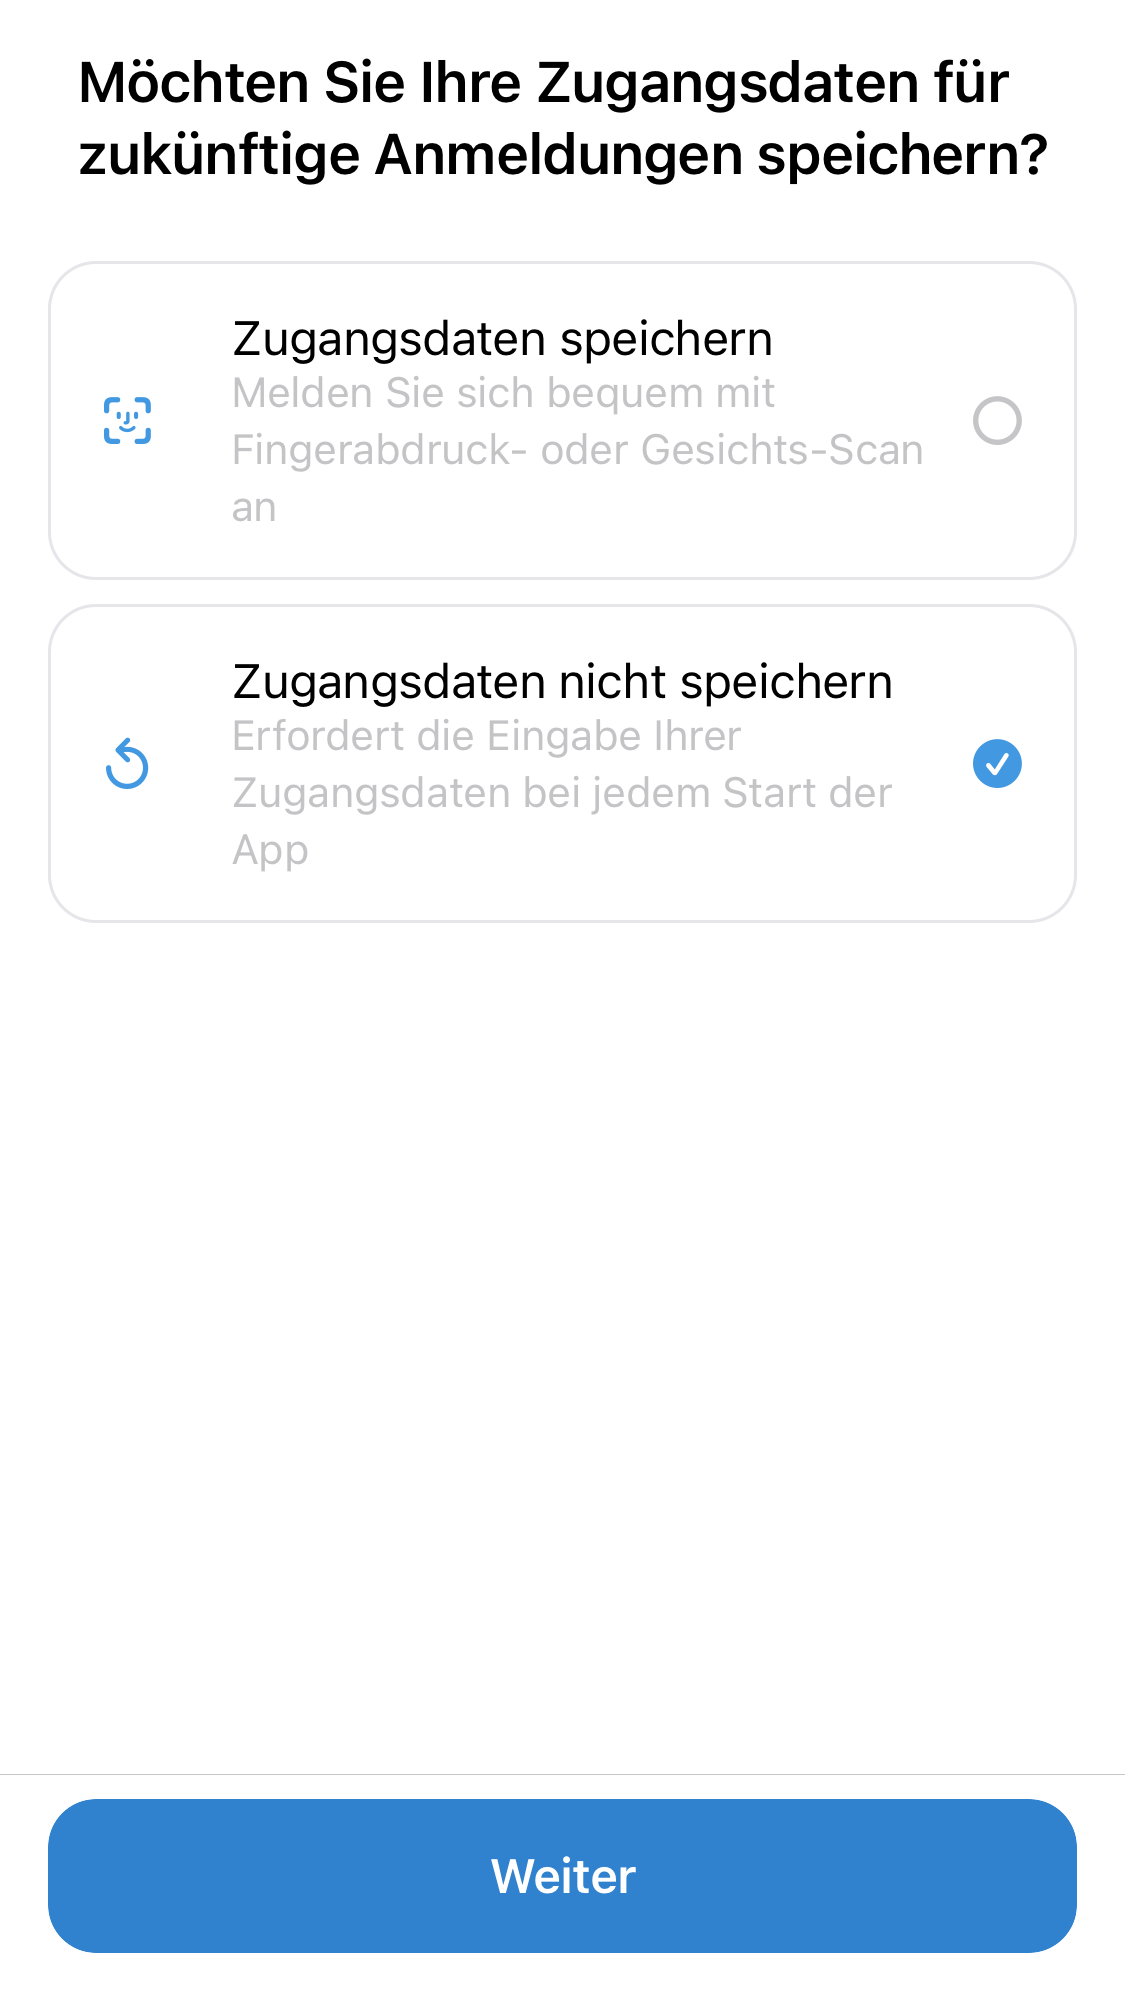 Möchten Sie Ihre Zugangsdaten für
zukünftige Anmeldungen speichern?
Zugangsdaten speichern
Melden Sie sich bequem mit
Fingerabdruck- oder Gesichts-Scan
an
Zugangsdaten nicht speichern
Erfordert die Eingabe Ihrer
Zugangsdaten bei jedem Start der
App
Weiter